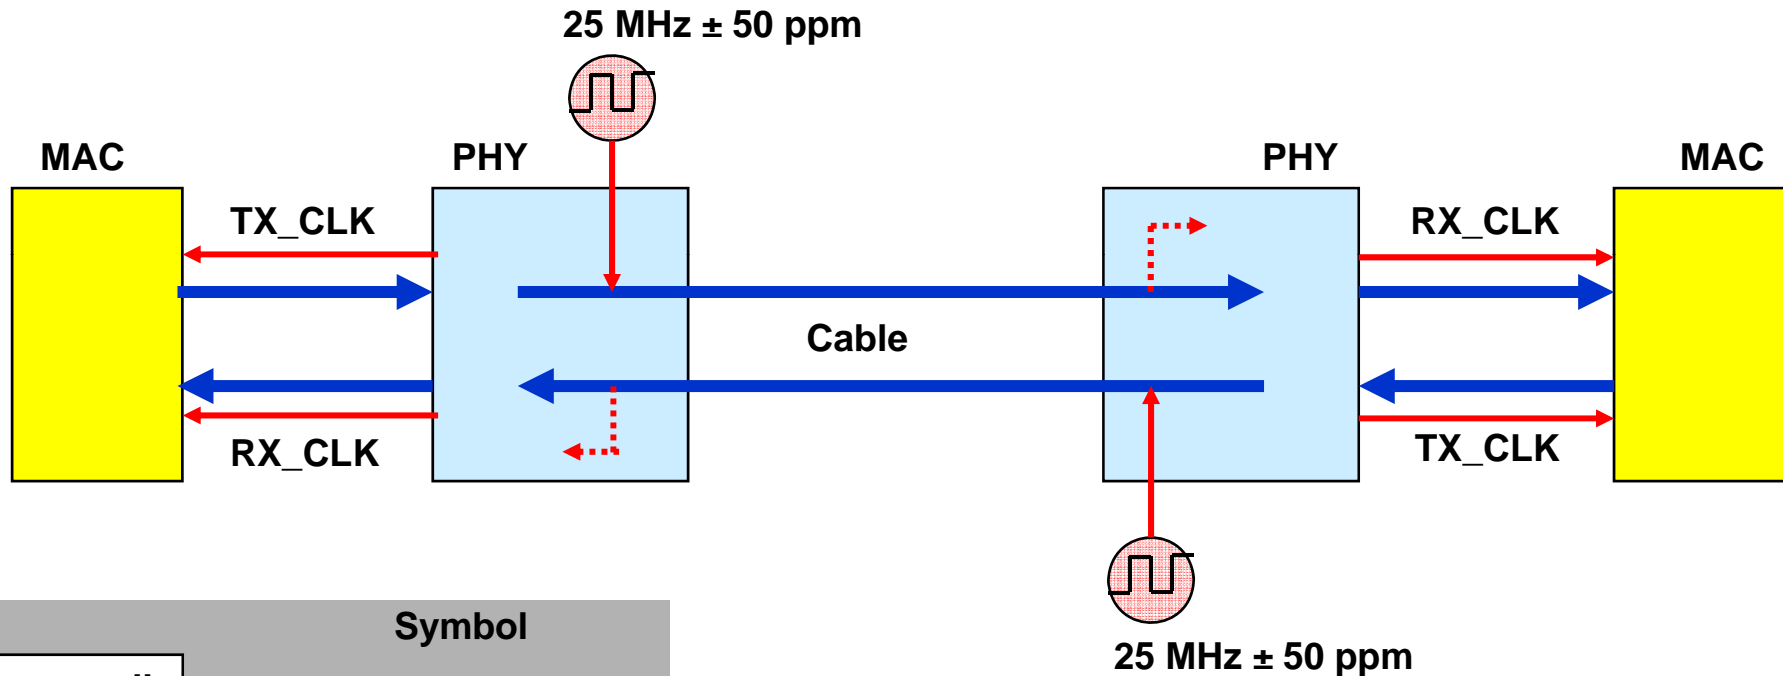 25 MHz ± 50 ppm
MAC
PHY
PHY
MAC
TX_CLK
RX_CLK
Cable
RX_CLK
TX_CLK
Symbol
25 MHz ± 50 ppm